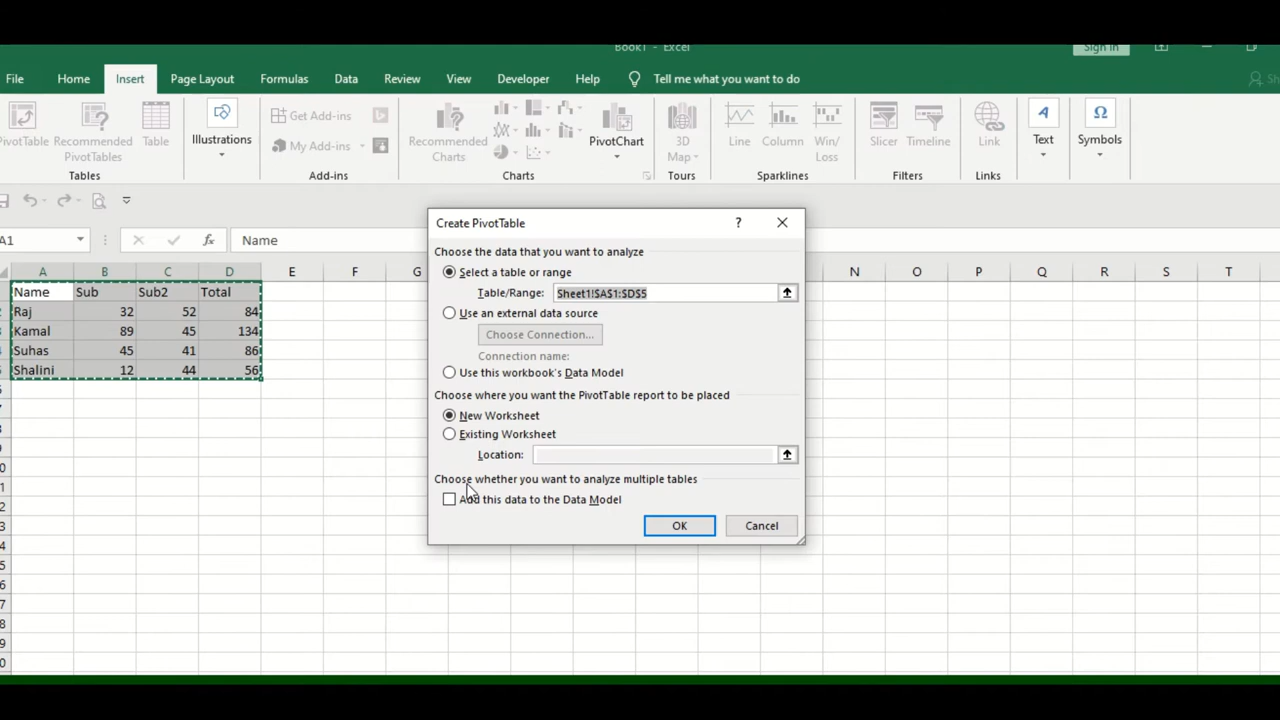 Book1 - Excel
Sign in
File Home Insert Page Layout Formulas Data Review View Developer Help Tell me what you want to do
PivotTable Recommended PivotTables Table
Tables
Illustrations
Get Add-ins
My Add-ins
Add-ins
Recommended Charts
PivotChart
Charts
3D Map
Tours
Line Column Win/Loss
Sparklines
Slicer Timeline
Filters
Link
Links
Text
Symbols
A1 fx Name
A B C D E F G N O P Q R S T
Name Sub Sub2 Total
Raj 32 52 84
Kamal 89 45 134
Suhas 45 41 86
Shalini 12 44 56
Create PivotTable ?
Choose the data that you want to analyze
Select a table or range
Table/Range: Sheet1!$A$1:$D$5
Use an external data source
Choose Connection...
Connection name:
Use this workbook's Data Model
Choose where you want the PivotTable report to be placed
New Worksheet
Existing Worksheet
Location:
Choose whether you want to analyze multiple tables
Add this data to the Data Model
OK Cancel